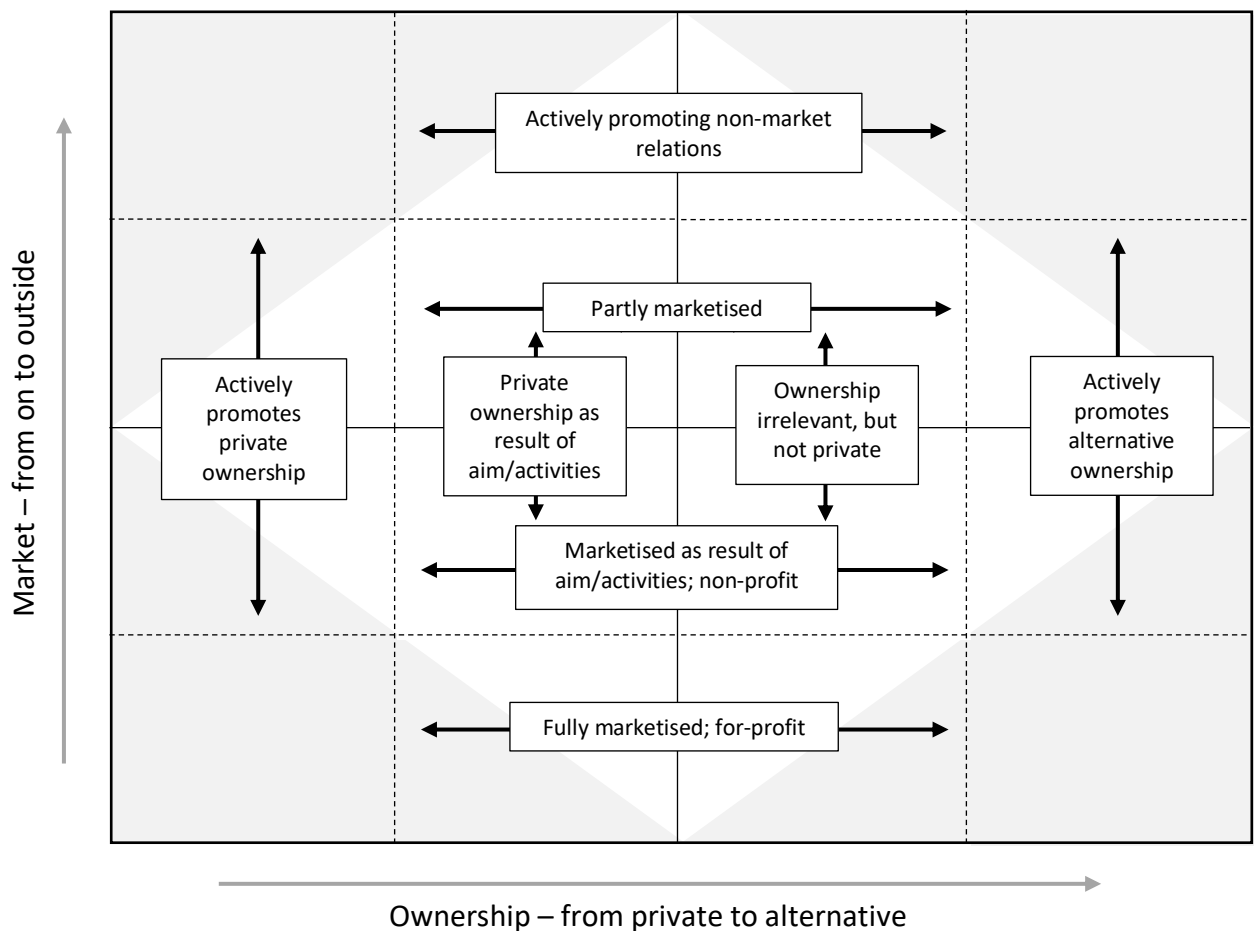 Actively promoting non-market
relations
Partly marketised
Actively
promotes
private
ownership
Private
ownership as
result of
aim/activities
Ownership
irrelevant, but
not private
Actively
promotes
alternative
ownership
Marketised as result of
aim/activities; non-profit
Fully marketised; for-profit
Market – from on to outside
Ownership – from private to alternative